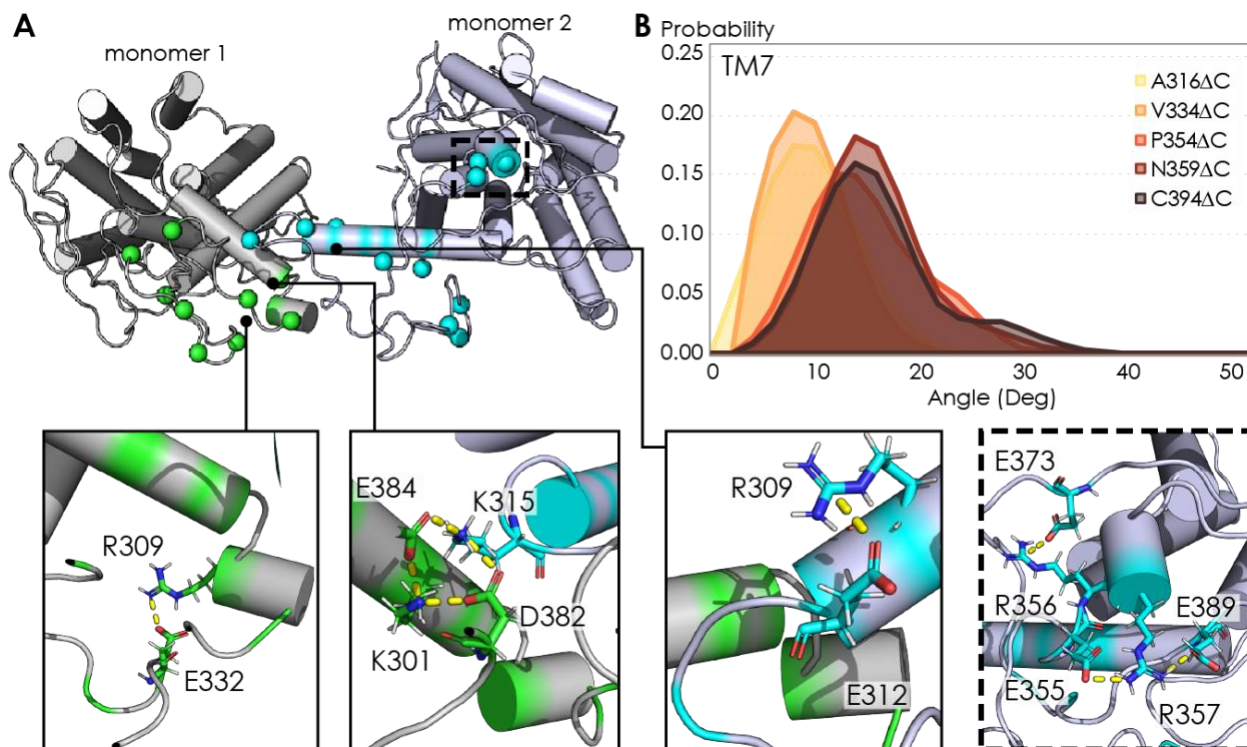 A
monomer 1
monomer 2
B
Probability
0.25
0.20
0.15
0.10
0.05
0.00
TM7
A316ΔC
V334ΔC
P354ΔC
N359ΔC
C394ΔC
0
10
20
30
40
50
Angle (Deg)
R309
E332
E384
K315
D382
K301
R309
E312
E373
R356
E389
E355
R357